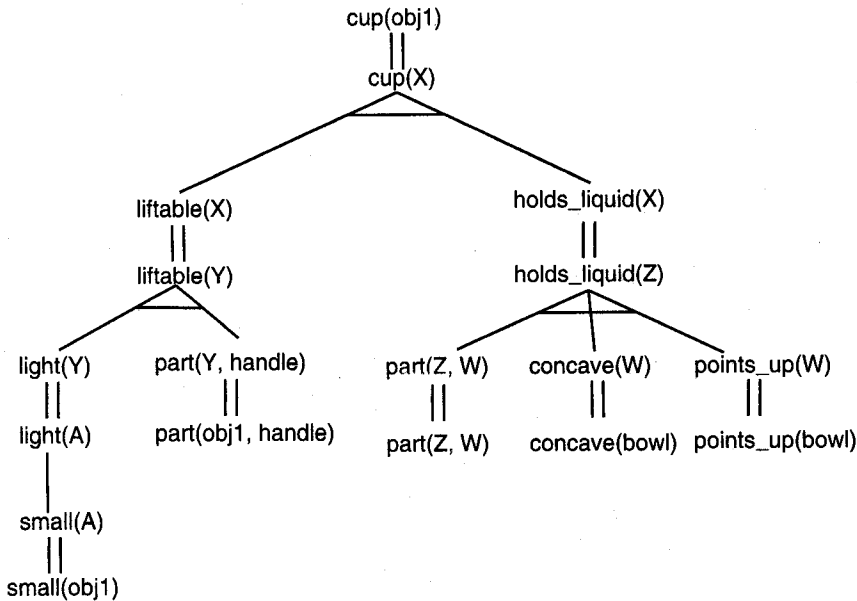 cup(obj1)
cup(X)
liftable(X)
holds_liquid(X)
liftable(Y)
holds_liquid(Z)
light(Y)
part(Y, handle)
part(Z, W)
concave(W)
points_up(W)
light(A)
part(obj1, handle)
part(Z, W)
concave(bowl)
points_up(bowl)
small(A)
small(obj1)